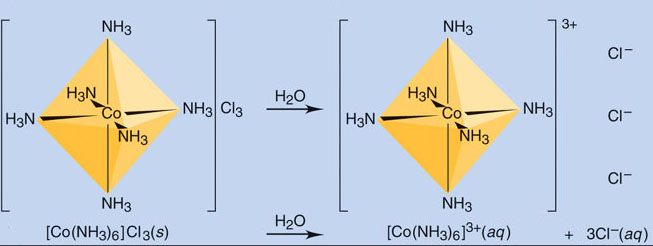 NH3
H3N
Co
NH3
H3N
NH3
NH3
Cl3
H2O
NH3
H3N
Co
NH3
H3N
NH3
NH3
3+
Cl–
Cl–
Cl–
[Co(NH3)6]Cl3(s)
H2O
[Co(NH3)6]3+(aq) + 3Cl–(aq)